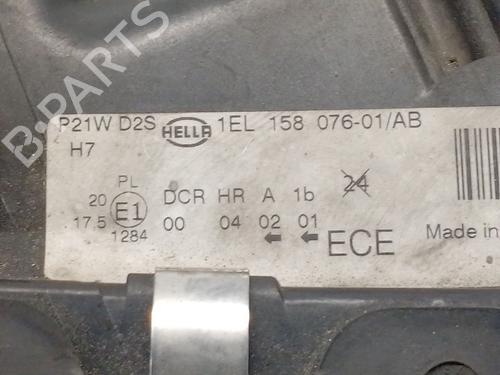 B-PARTS
P21W D2S HELLA 1EL 158 076-01/AB
H7
PL DCR HR A 1b 24
20 E1
17.5 00 04 02 01
1284 ← ← ECE Made in